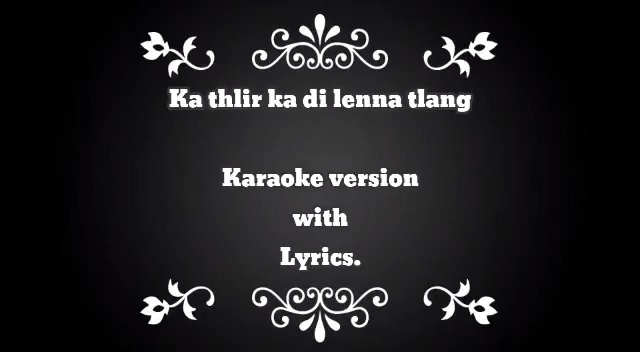 Ka thlir ka di lenna tlang
Karaoke version
with
Lyrics.